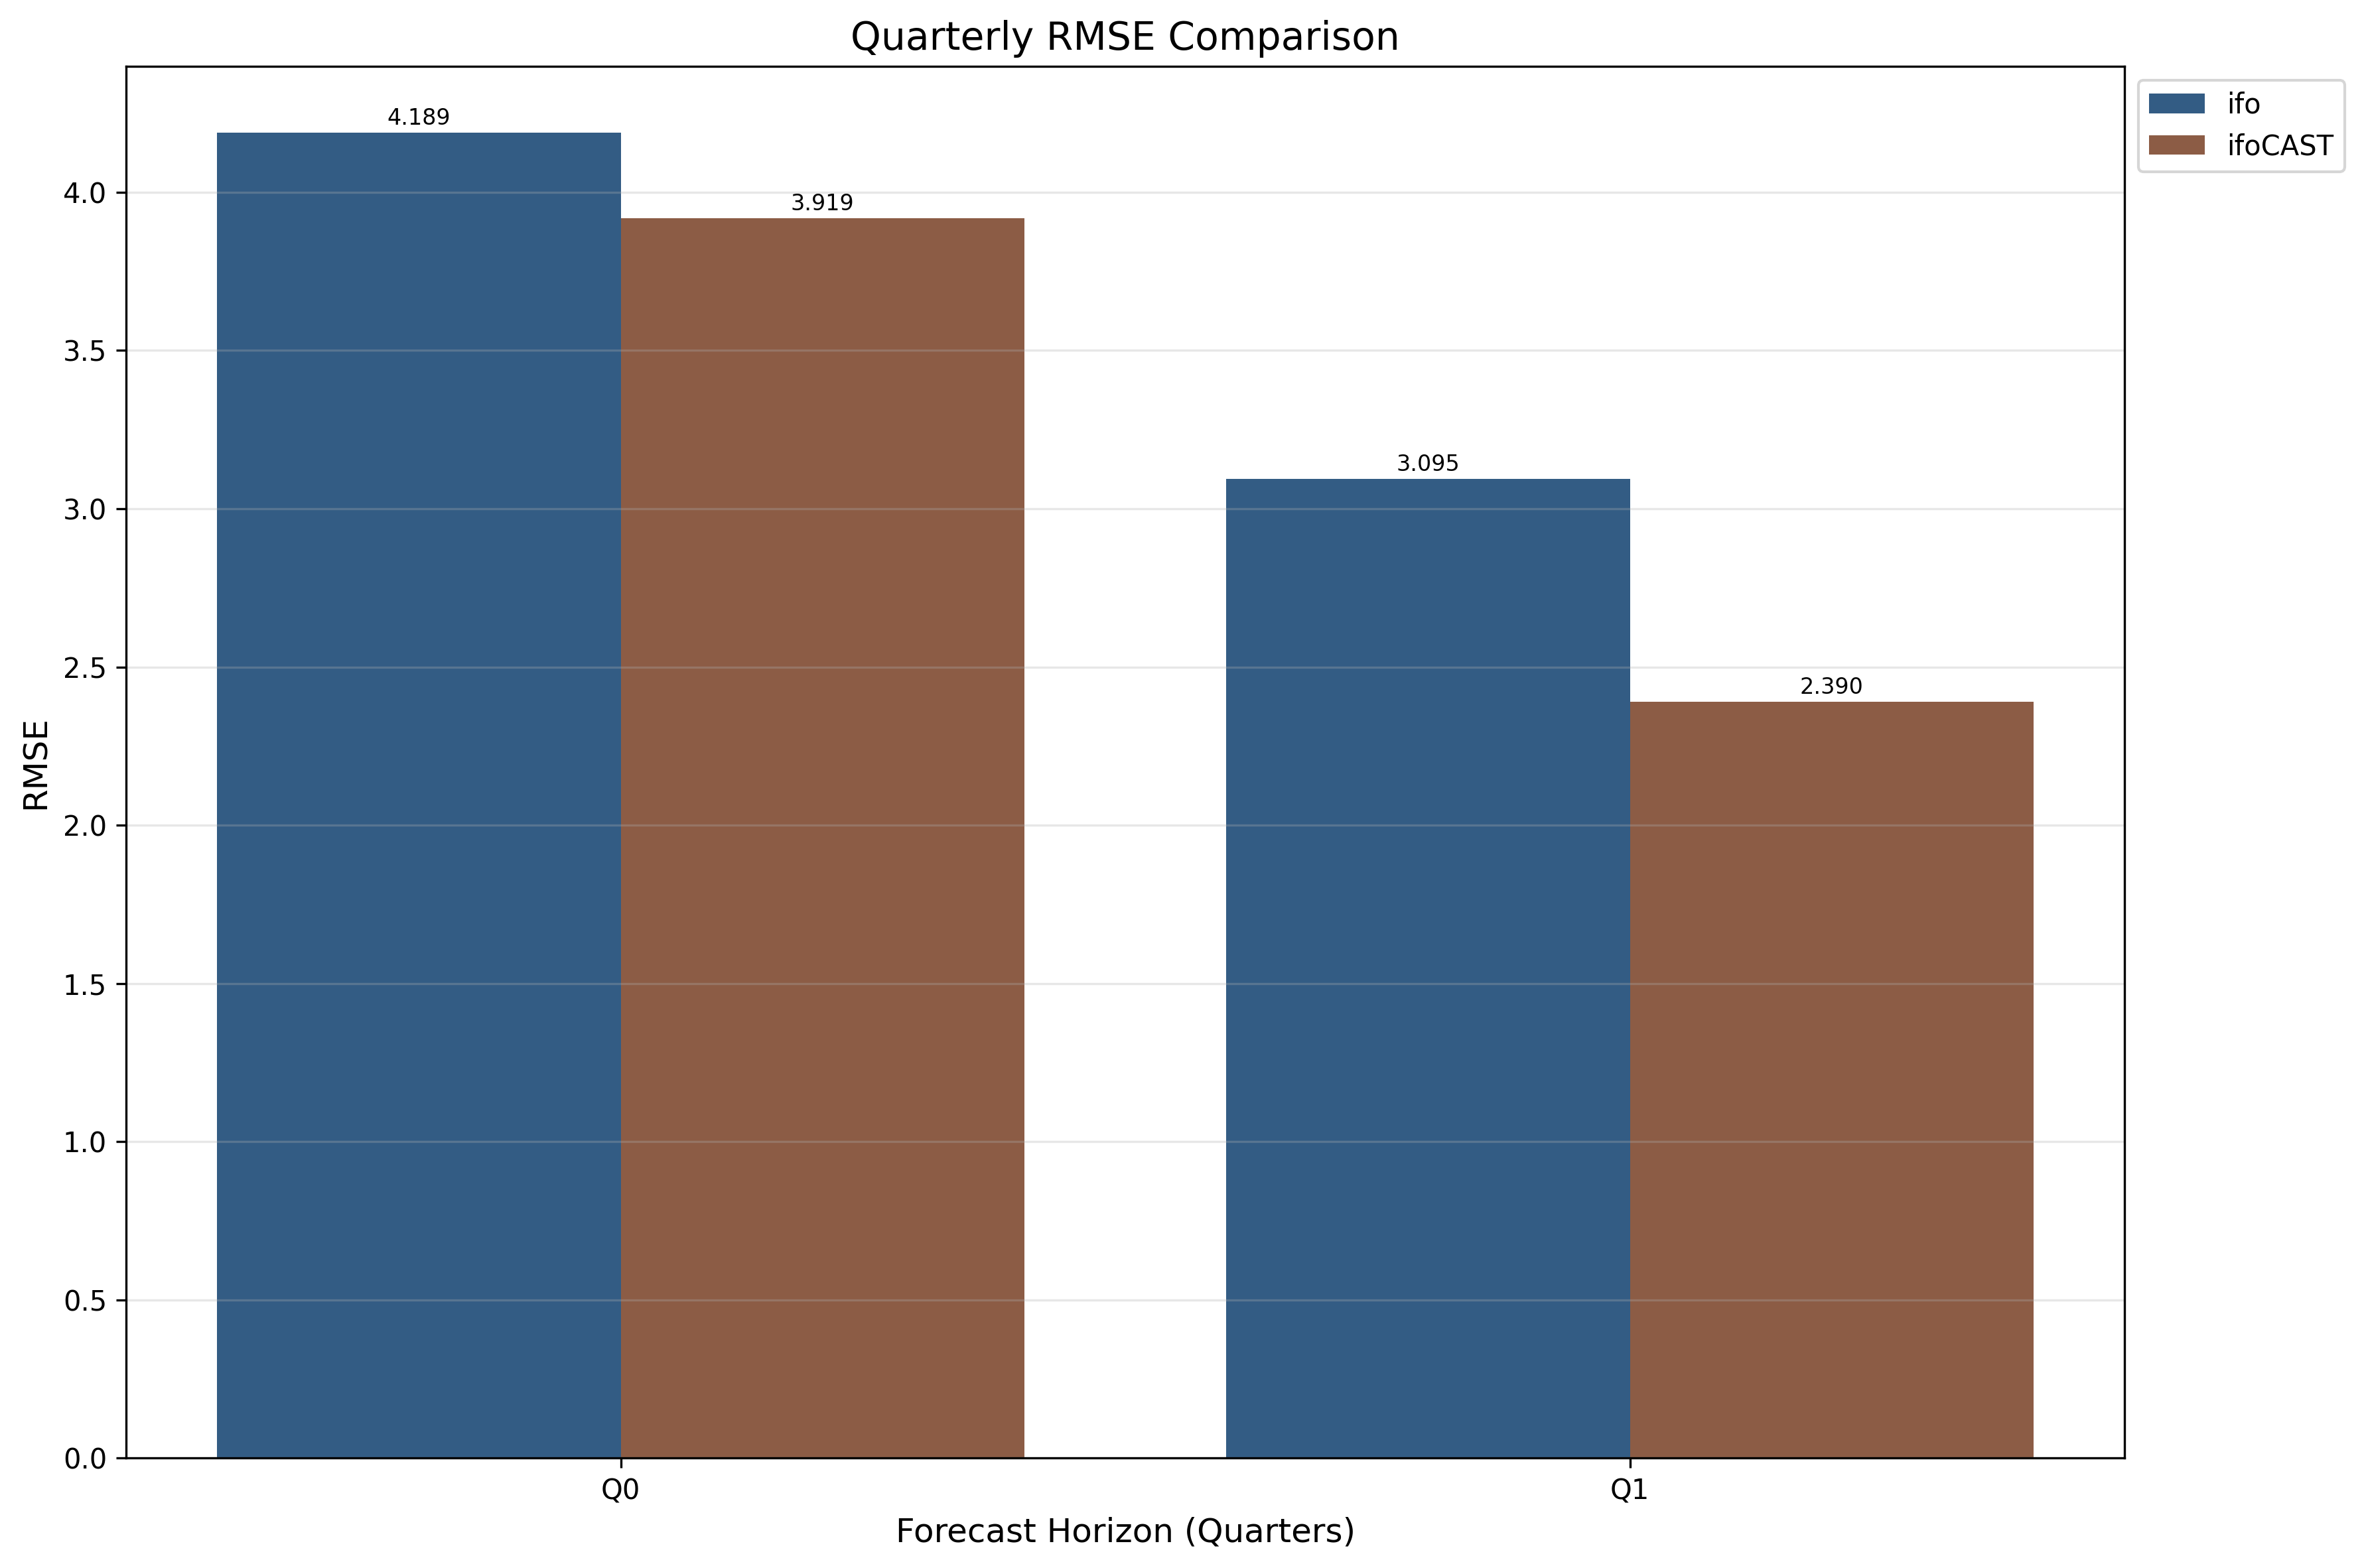 Quarterly RMSE Comparison
ifo
ifoCAST
4.189
3.919
3.095
2.390
4.0
3.5
3.0
2.5
2.0
1.5
1.0
0.5
0.0
RMSE
Q0
Q1
Forecast Horizon (Quarters)